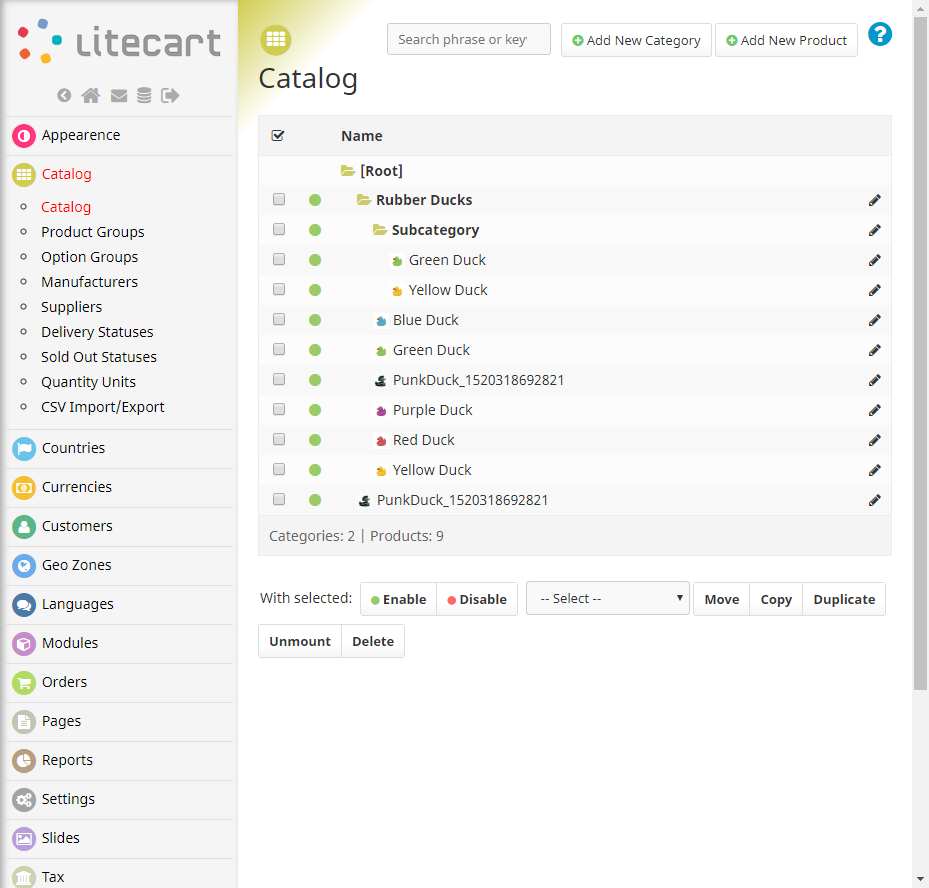 litecart
Appearence
Catalog
Catalog
Product Groups
Option Groups
Manufacturers
Suppliers
Delivery Statuses
Sold Out Statuses
Quantity Units
CSV Import/Export
Countries
Currencies
Customers
Geo Zones
Languages
Modules
Orders
Pages
Reports
Settings
Slides
Tax
Search phrase or key
Add New Category
Add New Product
?
Catalog
Name
[Root]
Rubber Ducks
Subcategory
Green Duck
Yellow Duck
Blue Duck
Green Duck
PunkDuck_1520318692821
Purple Duck
Red Duck
Yellow Duck
PunkDuck_1520318692821
Categories: 2 | Products: 9
With selected: Enable Disable -- Select -- Move Copy Duplicate
Unmount Delete